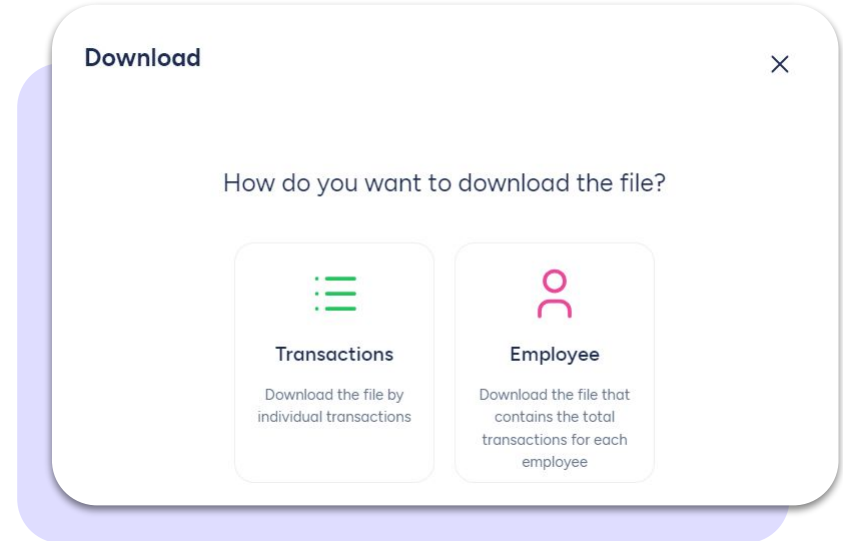 Download
How do you want to download the file?
Transactions
Download the file by
individual transactions
Employee
Download the file that
contains the total
transactions for each
employee